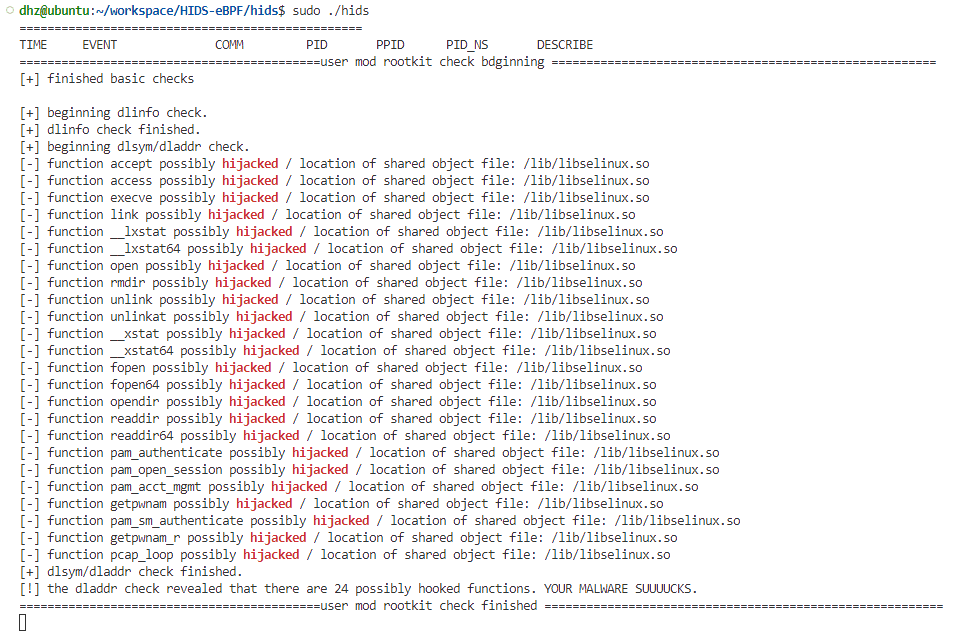 dhz@ubuntu:~/workspace/HIDS-eBPF/hids$ sudo ./hids
=================================================
TIME     EVENT              COMM         PID       PPID      PID_NS       DESCRIBE
===========================================user mod rootkit check bdginning =======================================================
[+] finished basic checks

[+] beginning dlinfo check.
[+] dlinfo check finished.
[+] beginning dlsym/dladdr check.
[-] function accept possibly hijacked / location of shared object file: /lib/libselinux.so
[-] function access possibly hijacked / location of shared object file: /lib/libselinux.so
[-] function execve possibly hijacked / location of shared object file: /lib/libselinux.so
[-] function link possibly hijacked / location of shared object file: /lib/libselinux.so
[-] function __lxstat possibly hijacked / location of shared object file: /lib/libselinux.so
[-] function __lxstat64 possibly hijacked / location of shared object file: /lib/libselinux.so
[-] function open possibly hijacked / location of shared object file: /lib/libselinux.so
[-] function rmdir possibly hijacked / location of shared object file: /lib/libselinux.so
[-] function unlink possibly hijacked / location of shared object file: /lib/libselinux.so
[-] function unlinkat possibly hijacked / location of shared object file: /lib/libselinux.so
[-] function __xstat possibly hijacked / location of shared object file: /lib/libselinux.so
[-] function __xstat64 possibly hijacked / location of shared object file: /lib/libselinux.so
[-] function fopen possibly hijacked / location of shared object file: /lib/libselinux.so
[-] function fopen64 possibly hijacked / location of shared object file: /lib/libselinux.so
[-] function opendir possibly hijacked / location of shared object file: /lib/libselinux.so
[-] function readdir possibly hijacked / location of shared object file: /lib/libselinux.so
[-] function readdir64 possibly hijacked / location of shared object file: /lib/libselinux.so
[-] function pam_authenticate possibly hijacked / location of shared object file: /lib/libselinux.so
[-] function pam_open_session possibly hijacked / location of shared object file: /lib/libselinux.so
[-] function pam_acct_mgmt possibly hijacked / location of shared object file: /lib/libselinux.so
[-] function getpwnam possibly hijacked / location of shared object file: /lib/libselinux.so
[-] function pam_sm_authenticate possibly hijacked / location of shared object file: /lib/libselinux.so
[-] function getpwnam_r possibly hijacked / location of shared object file: /lib/libselinux.so
[-] function pcap_loop possibly hijacked / location of shared object file: /lib/libselinux.so
[+] dlsym/dladdr check finished.
[!] the dladdr check revealed that there are 24 possibly hooked functions. YOUR MALWARE SUUUUCKS.
===========================================user mod rootkit check finished =========================================================